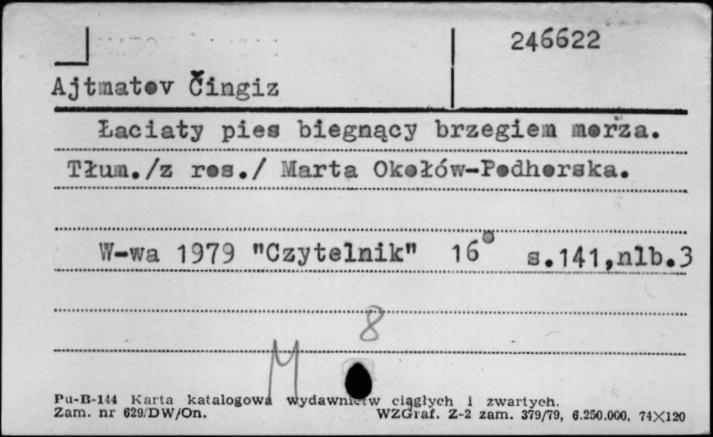 246622
Ajtmatov Čingiz
Łaciaty pies biegnący brzegiem morza.
Tłum./z ros./ Marta Okołów-Podhorska.
W-wa 1979 "Czytelnik" 16° s.141,nlb.3
8
M
Pu-B-144 Karta katalogowa wydawnictw ciągłych i zwartych.
Zam. nr 629/DW/On. WZGraf. Z-2 zam. 379/79, 6.250.000, 74×120